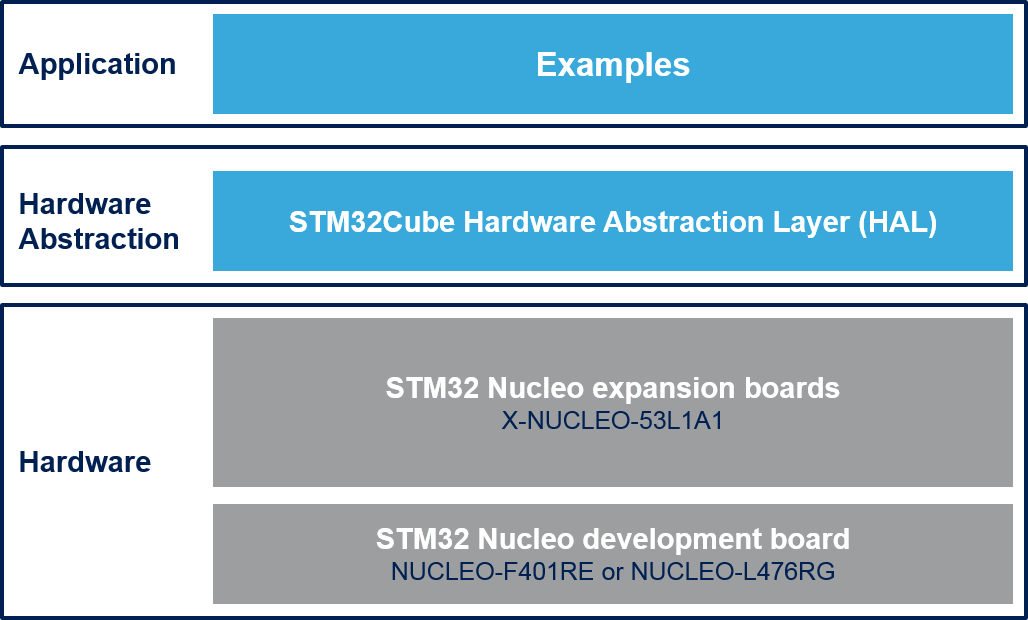 Application
Examples
Hardware
Abstraction
STM32Cube Hardware Abstraction Layer (HAL)
Hardware
STM32 Nucleo expansion boards
X-NUCLEO-53L1A1
STM32 Nucleo development board
NUCLEO-F401RE or NUCLEO-L476RG